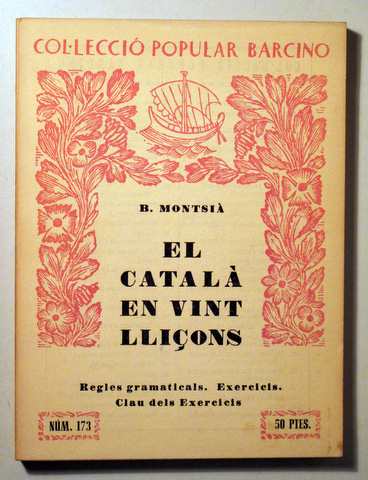 COL·LECCIÓ POPULAR BARCINO
B. MONTSIÀ
EL
CATALÀ
EN VINT
LLIÇONS
Regles gramaticals. Exercicis.
Clau dels Exercicis
NÚM. 173
50 PTES.